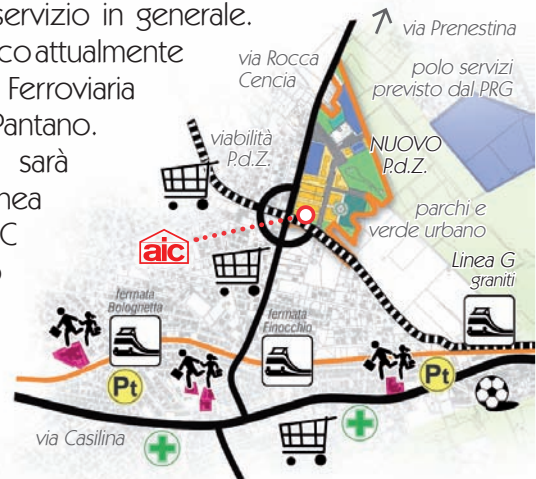 servizio in generale.
co attualmente
Ferroviaria
Pantano.
sarà
nea
C
via Prenestina
via Rocca
Cencia
polo servizi
previsto dal PRG
viabilità
P.d.Z.
NUOVO
P.d.Z.
parchi e
verde urbano
aic
Linea G
graniti
fermata
Bolognetta
fermata
Finocchio
Pt
Pt
via Casilina